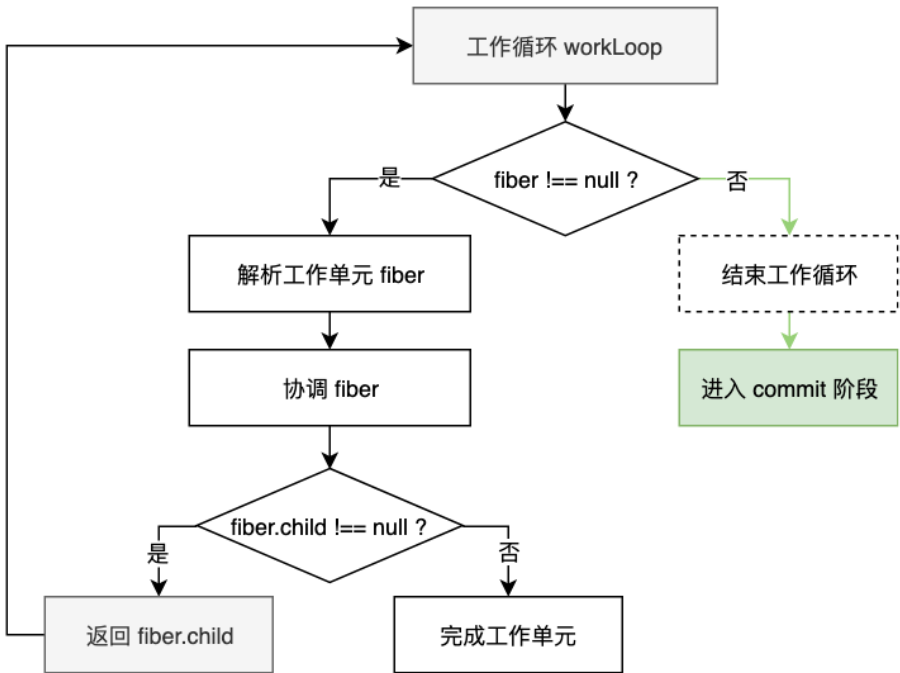 工作循环 workLoop
fiber !== null ?
是
否
解析工作单元 fiber
结束工作循环
协调 fiber
进入 commit 阶段
fiber.child !== null ?
是
否
返回 fiber.child
完成工作单元